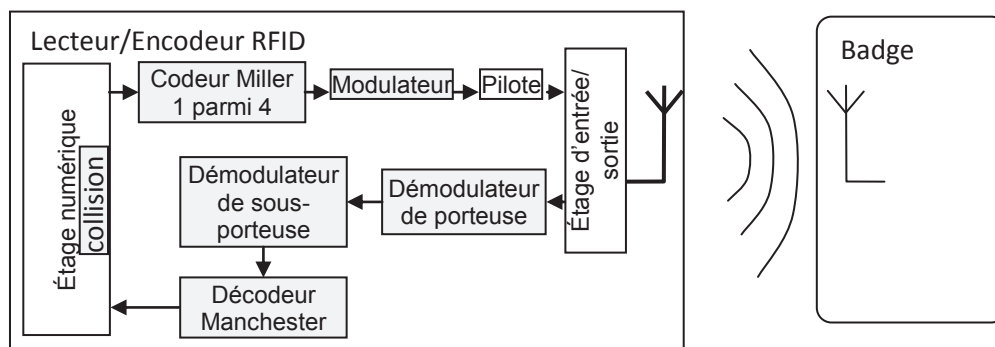 Lecteur/Encodeur RFID
Étage numérique
collision
Codeur Miller
1 parmi 4
Modulateur
Pilote
Étage d'entrée/
sortie
Démodulateur
de sous-
porteuse
Démodulateur
de porteuse
Décodeur
Manchester
Badge